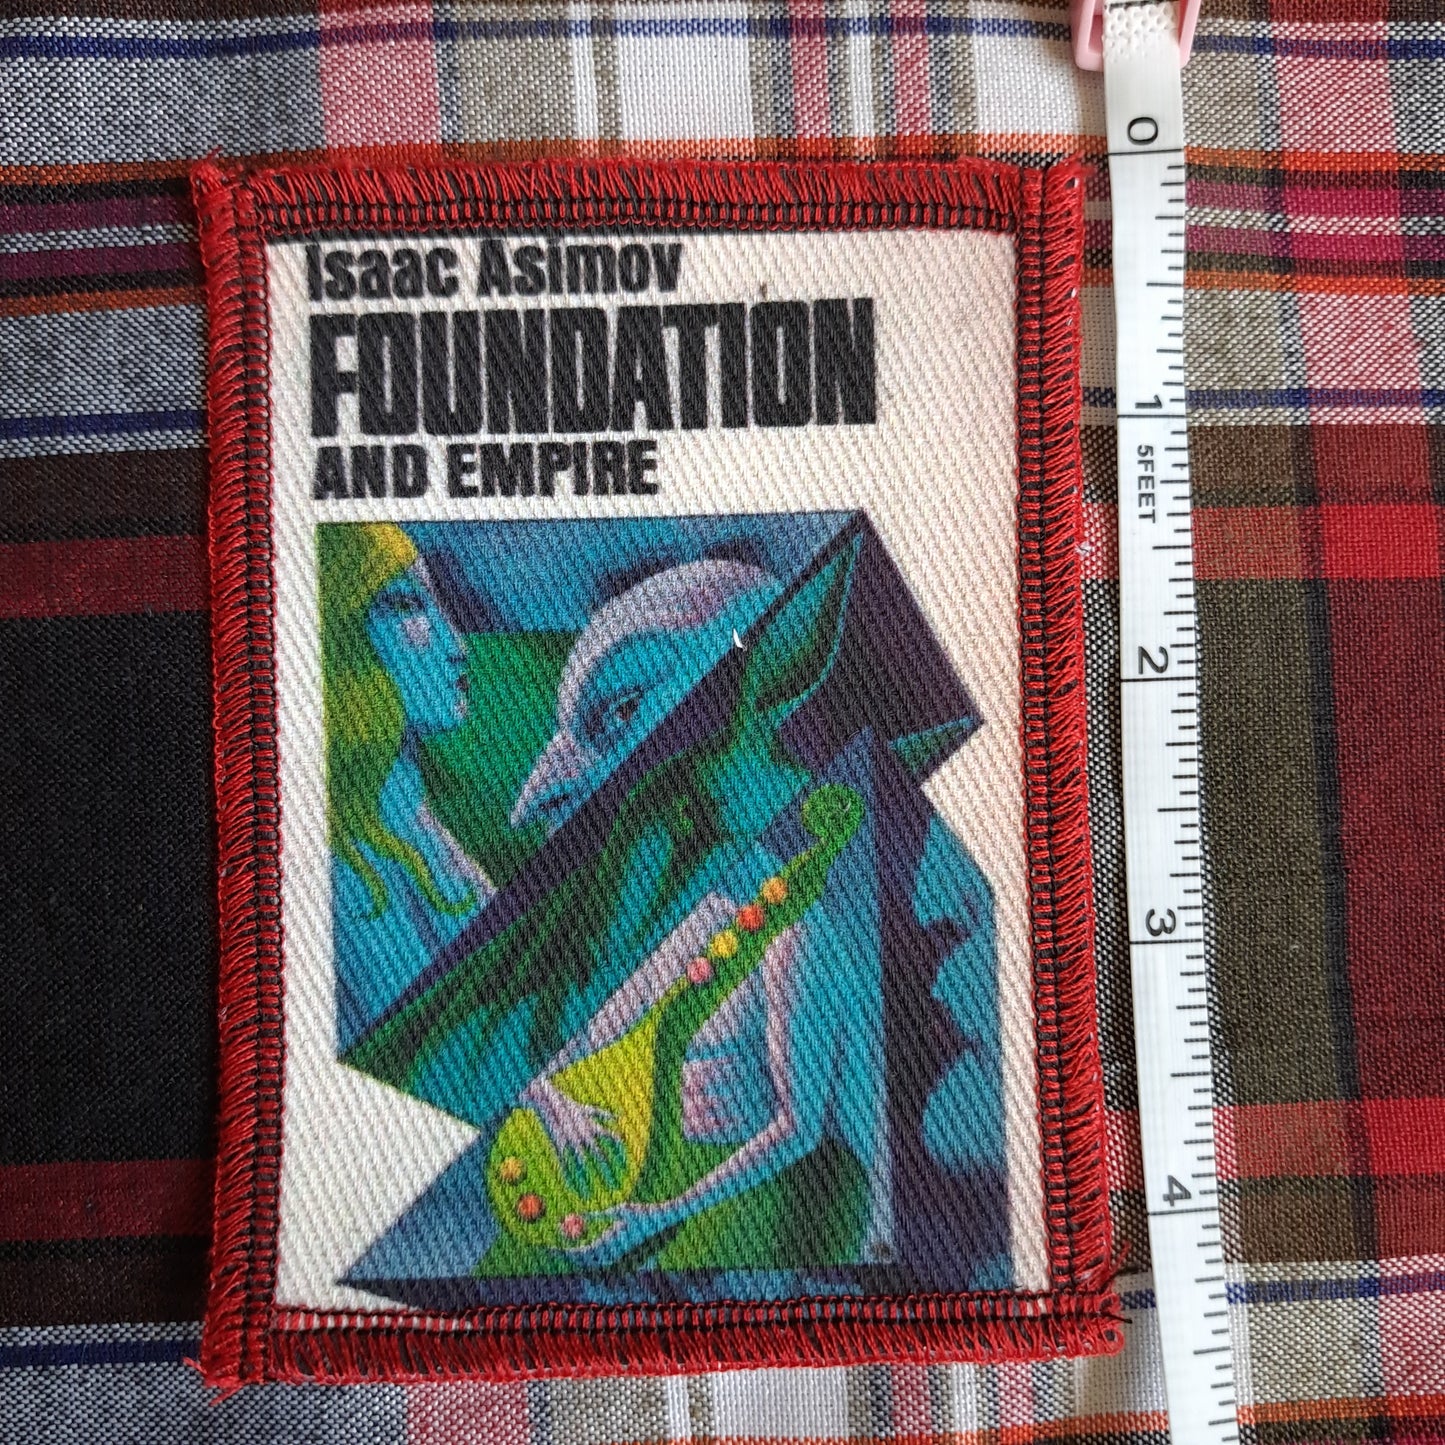 Isaac Asimov
FOUNDATION
AND EMPIRE
0
1
5FEET
2
3
4